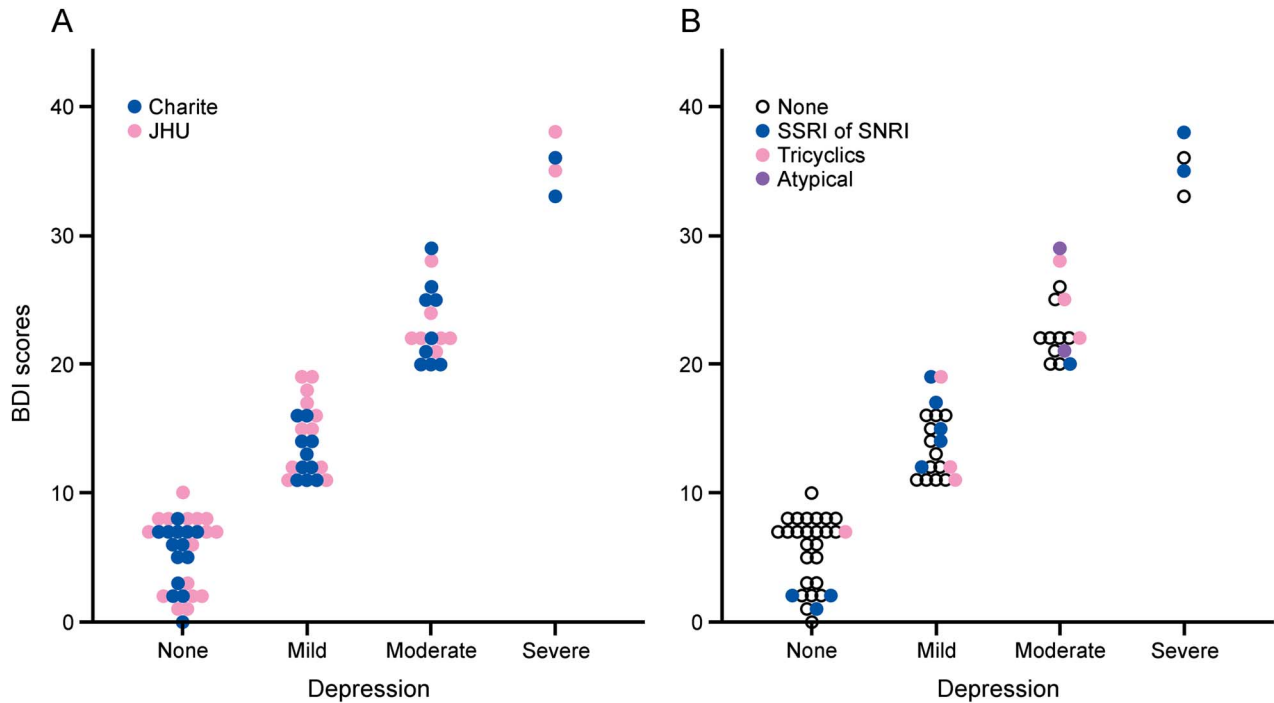 A
BDI scores
40
30
20
10
0
Charite
JHU
None
Mild
Moderate
Severe
Depression
B
40
30
20
10
0
None
SSRI of SNRI
Tricyclics
Atypical
None
Mild
Moderate
Severe
Depression